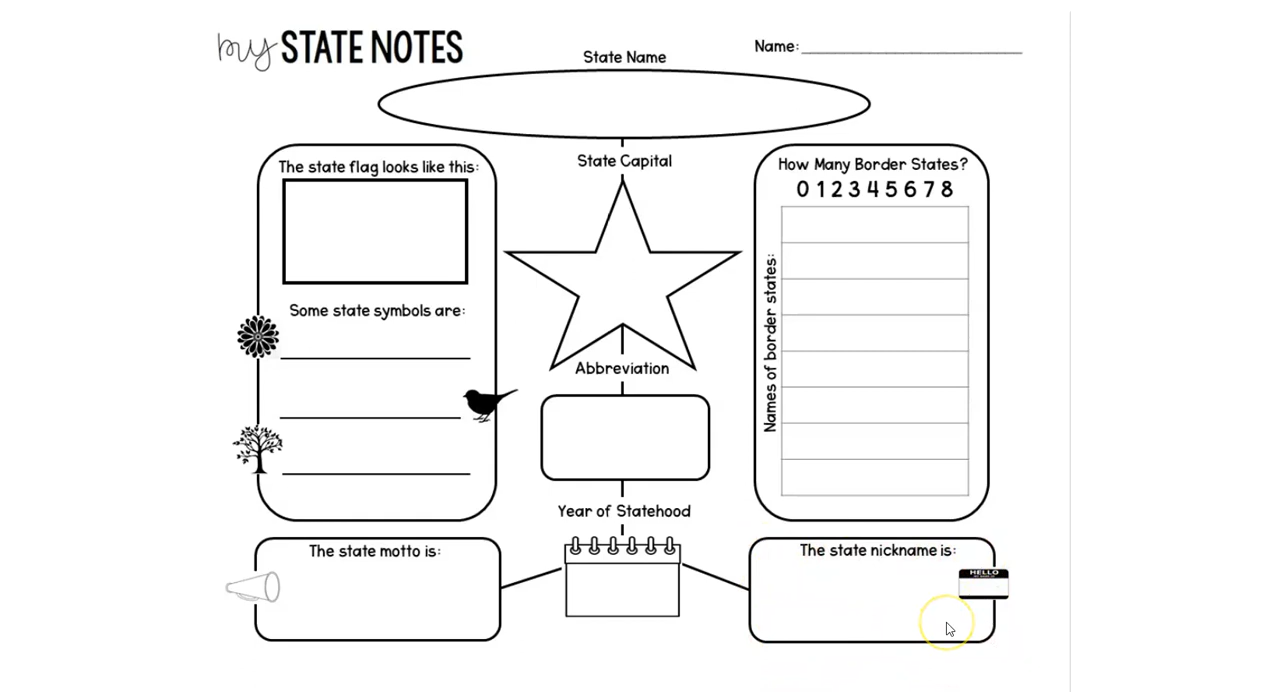 my STATE NOTES
Name:
State Name
The state flag looks like this:
Some state symbols are:
State Capital
Abbreviation
Year of Statehood
How Many Border States?
0 1 2 3 4 5 6 7 8
Names of border states:
The state motto is:
The state nickname is:
HELLO